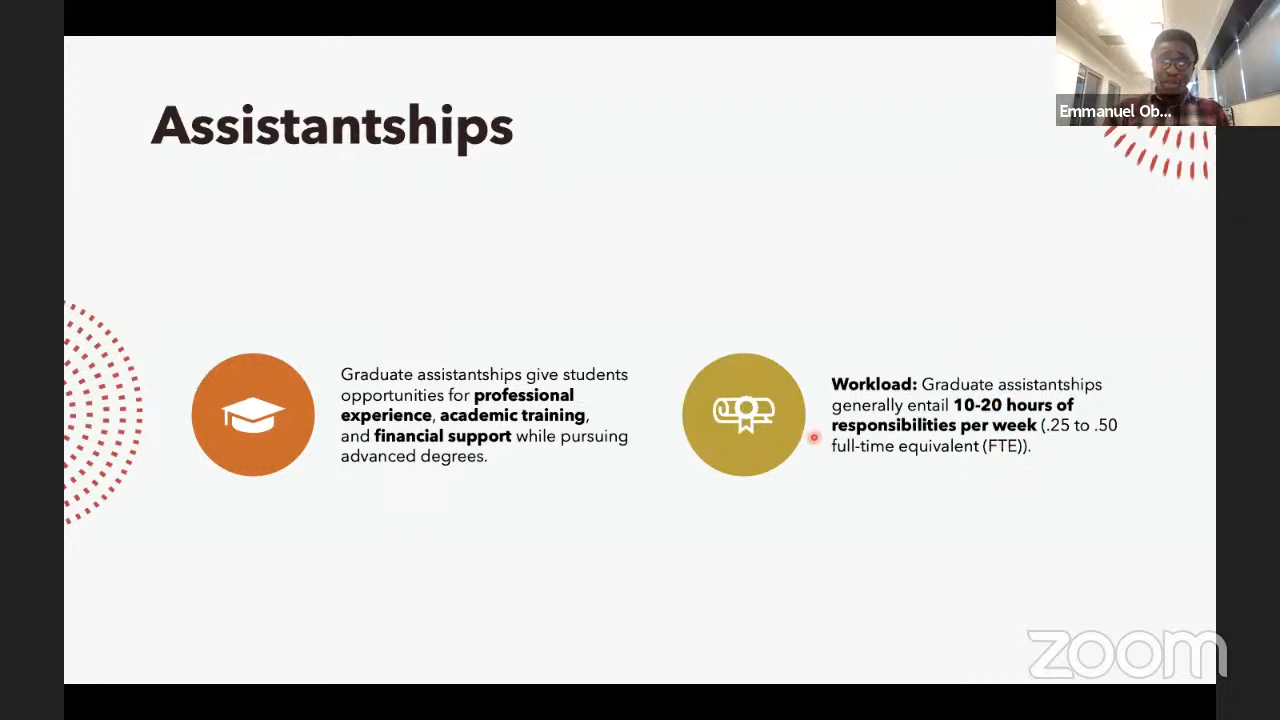 Assistantships
Emmanuel Ob...
Graduate assistantships give students
opportunities for professional
experience, academic training,
and financial support while pursuing
advanced degrees.
Workload: Graduate assistantships
generally entail 10-20 hours of
responsibilities per week (.25 to .50
full-time equivalent (FTE)).
zoom